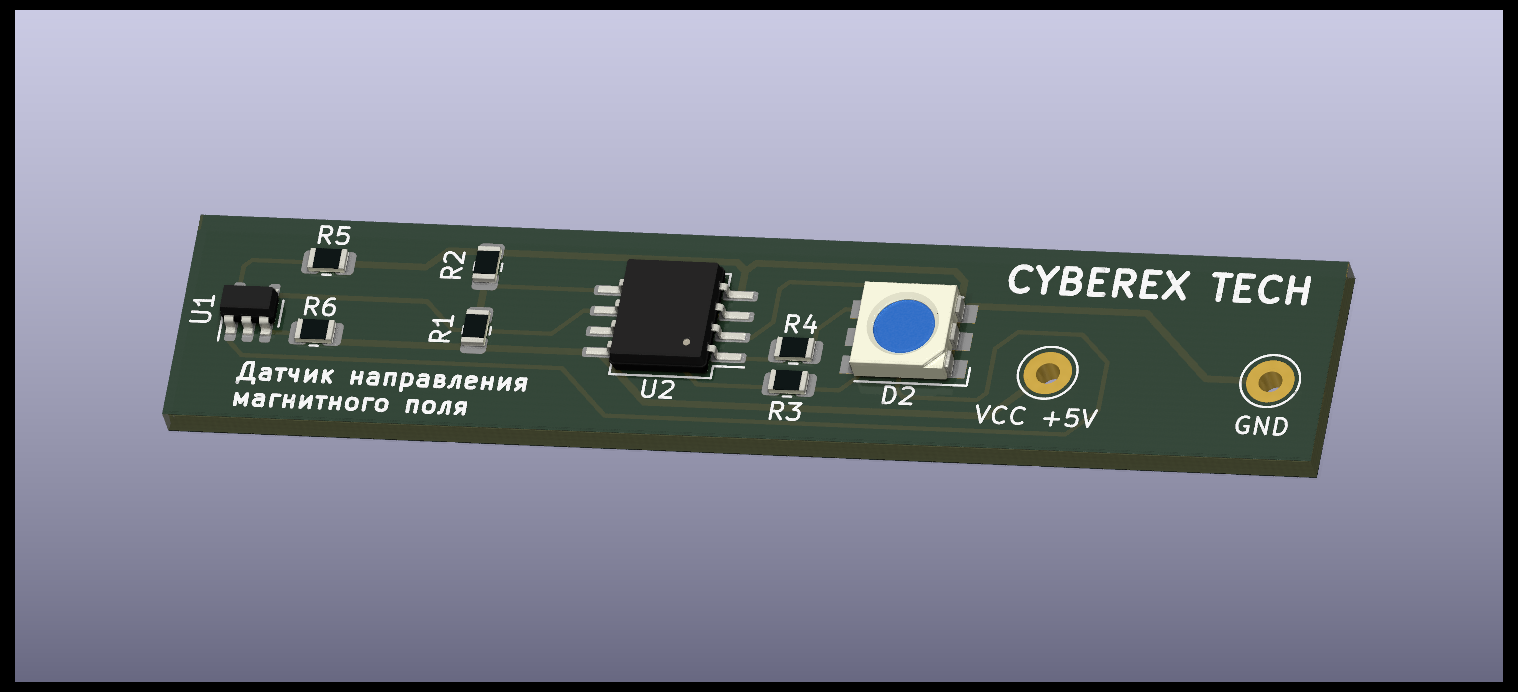 R5
R2
CYBEREX TECH
U1
R6
R1
R4
Датчик направления
магнитного поля
U2
R3
D2
VCC +5V
GND